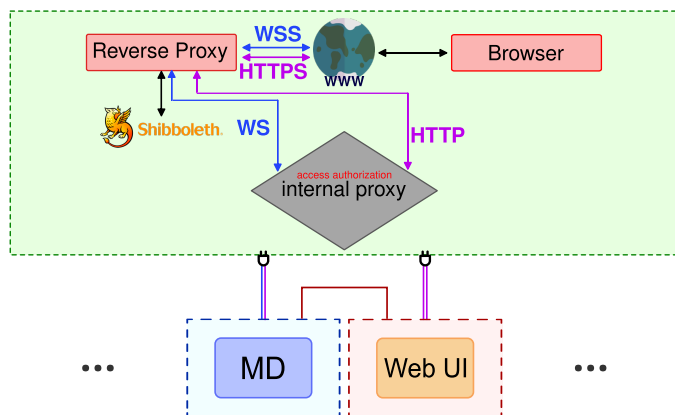 WSS
Reverse Proxy
Browser
HTTPS
WWW
Shibboleth.
WS
HTTP
access authorization
internal proxy
MD
Web UI